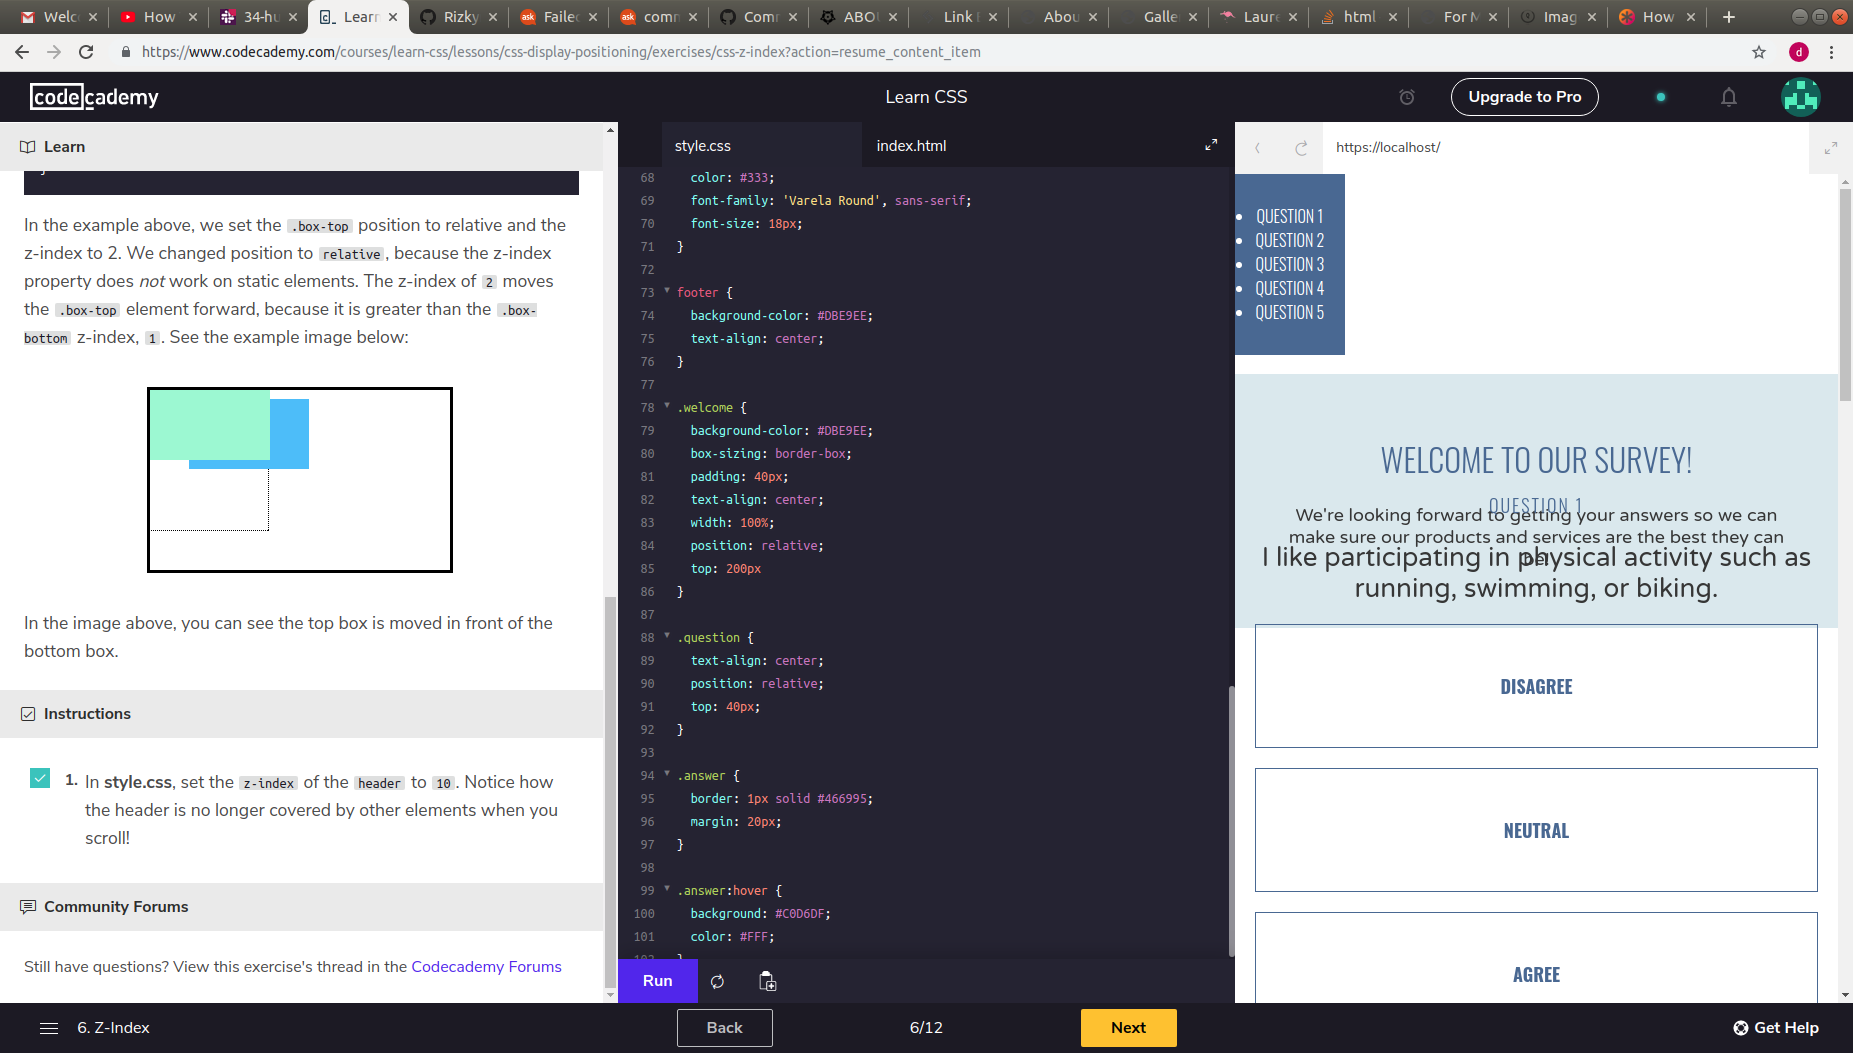 Welc
How
34-hu
Learn
Rizky
Failed
comn
Com
ABO
Link
Abou
Galle
Laure
html
For M
Imag
How
https://www.codecademy.com/courses/learn-css/lessons/css-display-positioning/exercises/css-z-index?action=resume_content_item
d
codecademy
Learn CSS
Upgrade to Pro
Learn
In the example above, we set the .box-top position to relative and the
z-index to 2. We changed position to relative, because the z-index
property does not work on static elements. The z-index of 2 moves
the .box-top element forward, because it is greater than the .box-
bottom z-index, 1. See the example image below:
In the image above, you can see the top box is moved in front of the
bottom box.
Instructions
1. In style.css, set the z-index of the header to 10. Notice how
the header is no longer covered by other elements when you
scroll!
Community Forums
Still have questions? View this exercise's thread in the Codecademy Forums
style.css
index.html
68 color: #333;
69 font-family: 'Varela Round', sans-serif;
70 font-size: 18px;
71 }
72
73 footer {
74 background-color: #DBE9EE;
75 text-align: center;
76 }
77
78 .welcome {
79 background-color: #DBE9EE;
80 box-sizing: border-box;
81 padding: 40px;
82 text-align: center;
83 width: 100%;
84 position: relative;
85 top: 200px
86 }
87
88 .question {
89 text-align: center;
90 position: relative;
91 top: 40px;
92 }
93
94 .answer {
95 border: 1px solid #466995;
96 margin: 20px;
97 }
98
99 .answer:hover {
100 background: #C0D6DF;
101 color: #FFF;
Run
https://localhost/
QUESTION 1
QUESTION 2
QUESTION 3
QUESTION 4
QUESTION 5
WELCOME TO OUR SURVEY!
QUESTION 1
We're looking forward to getting your answers so we can
make sure our products and services are the best they can
be!
I like participating in physical activity such as
running, swimming, or biking.
DISAGREE
NEUTRAL
AGREE
6. Z-Index
Back
6/12
Next
Get Help